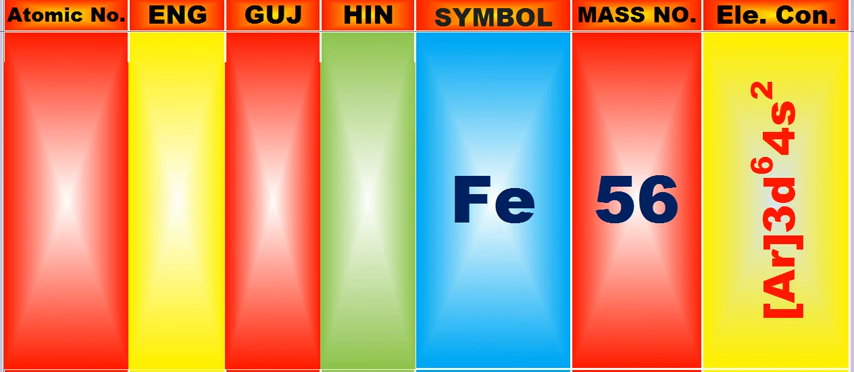 Atomic No. ENG GUJ HIN SYMBOL MASS NO. Ele. Con.
Fe 56 [Ar]3d⁶4s²